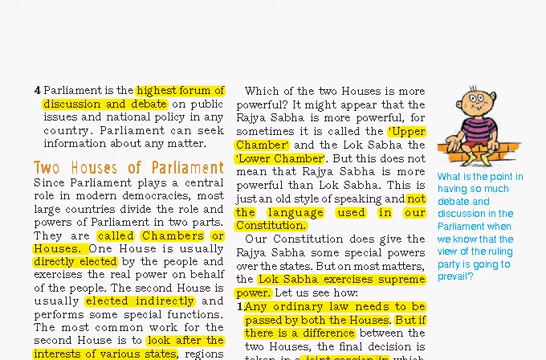 4 Parliament is the highest forum of
discussion and debate on public
issues and national policy in any
country. Parliament can seek
information about any matter.
Two Houses of Parliament
Since Parliament plays a central
role in modern democracies, most
large countries divide the role and
powers of Parliament in two parts.
They are called Chambers or
Houses. One House is usually
directly elected by the people and
exercises the real power on behalf
of the people. The second House is
usually elected indirectly and
performs some special functions.
The most common work for the
second House is to look after the
interests of various states, regions
Which of the two Houses is more
powerful? It might appear that the
Rajya Sabha is more powerful, for
sometimes it is called the 'Upper
Chamber' and the Lok Sabha the
'Lower Chamber'. But this does not
mean that Rajya Sabha is more
powerful than Lok Sabha. This is
just an old style of speaking and not
the language used in our
Constitution.
Our Constitution does give the
Rajya Sabha some special powers
over the states. But on most matters,
the Lok Sabha exercises supreme
power. Let us see how:
1 Any ordinary law needs to be
passed by both the Houses. But if
there is a difference between the
two Houses, the final decision is
taken in a joint session in which
What is the point in
having so much
debate and
discussion in the
Parliament when
we know that the
view of the ruling
party is going to
prevail?